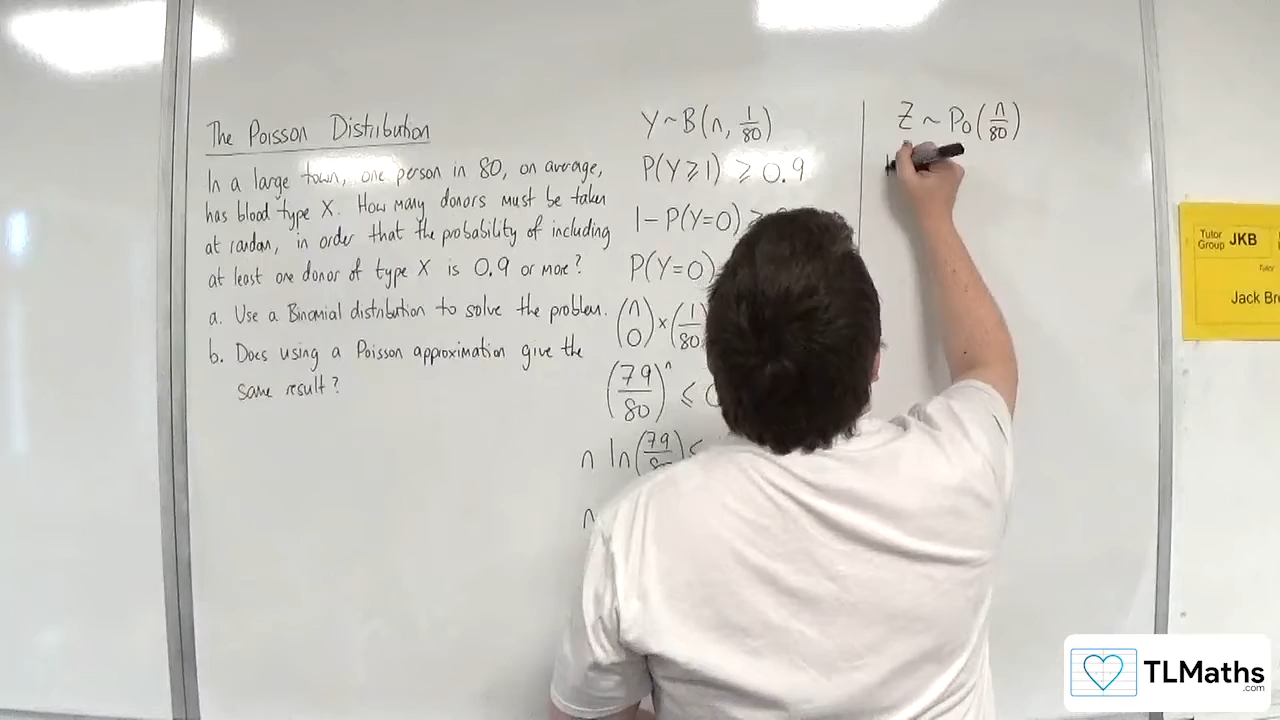 The Poisson Distribution
In a large town, one person in 80, on average,
has blood type X. How many donors must be taken
at random, in order that the probability of including
at least one donor of type X is 0.9 or more?
a. Use a Binomial distribution to solve the problem.
b. Does using a Poisson approximation give the
same result?
Y~B(n, 1/80)
P(Y⩾1) ⩾ 0.9
1-P(Y=0) ⩾
P(Y=0)
(n 0) × (1/80
(79/80)^n ⩽ 0
n ln(79/80) ⩽
n
Z ~ Po(n/80)
Tutor
Group JKB
Tutor
Jack
TLMaths
.com